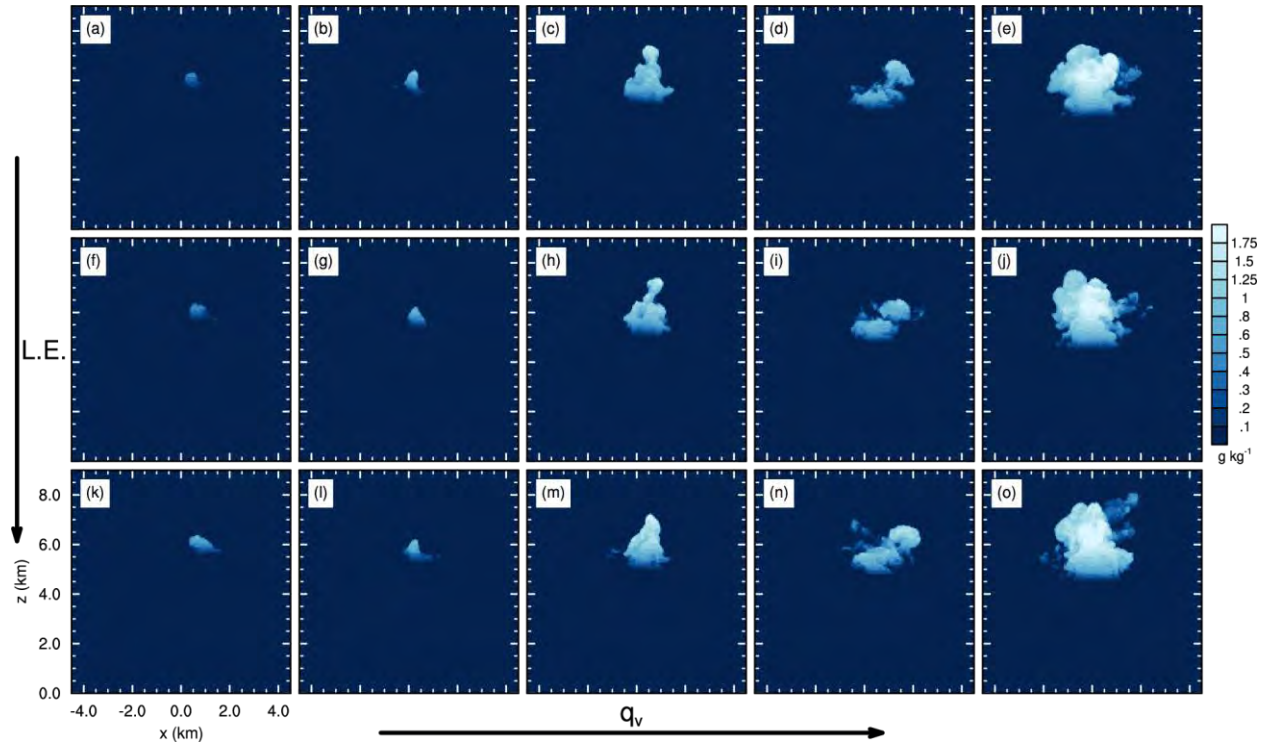 (a) (b) (c) (d) (e)
(f) (g) (h) (i) (j)
L.E.
1.75
1.5
1.25
1
.8
.6
.5
.4
.3
.2
.1
g kg⁻¹
(k) (l) (m) (n) (o)
8.0
6.0
4.0
2.0
0.0
z (km)
-4.0 -2.0 0.0 2.0 4.0
x (km)
qᵥ